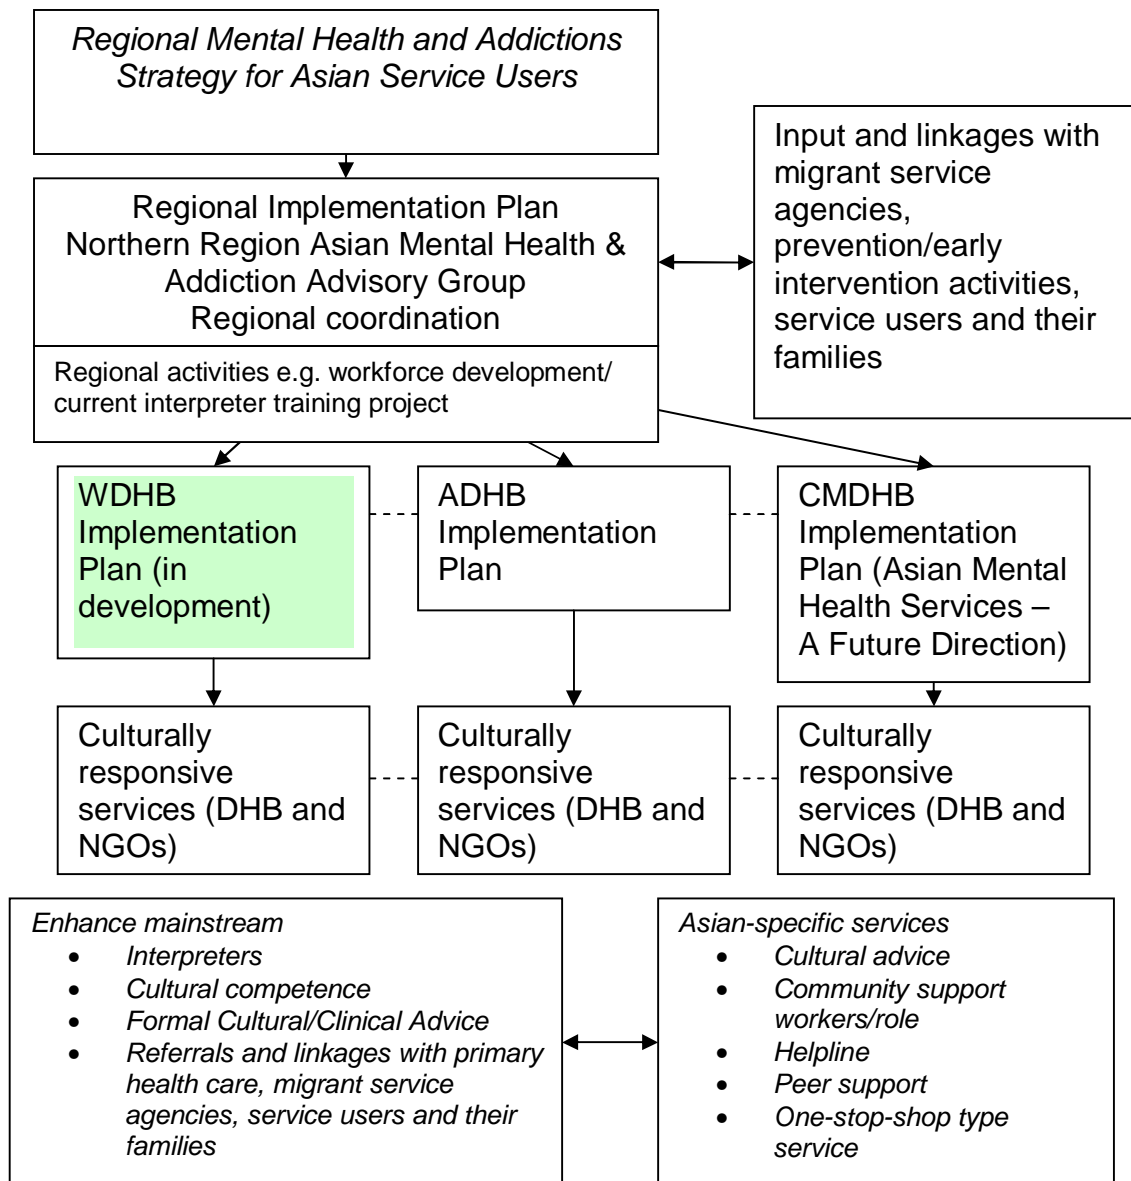 Regional Mental Health and Addictions
Strategy for Asian Service Users
Input and linkages with
migrant service
agencies,
prevention/early
intervention activities,
service users and their
families
Regional Implementation Plan
Northern Region Asian Mental Health &
Addiction Advisory Group
Regional coordination
Regional activities e.g. workforce development/
current interpreter training project
WDHB
Implementation
Plan (in
development)
ADHB
Implementation
Plan
CMDHB
Implementation
Plan (Asian Mental
Health Services –
A Future Direction)
Culturally
responsive
services (DHB and
NGOs)
Culturally
responsive
services (DHB and
NGOs)
Culturally
responsive
services (DHB and
NGOs)
Enhance mainstream
• Interpreters
• Cultural competence
• Formal Cultural/Clinical Advice
• Referrals and linkages with primary
health care, migrant service
agencies, service users and their
families
Asian-specific services
• Cultural advice
• Community support
workers/role
• Helpline
• Peer support
• One-stop-shop type
service